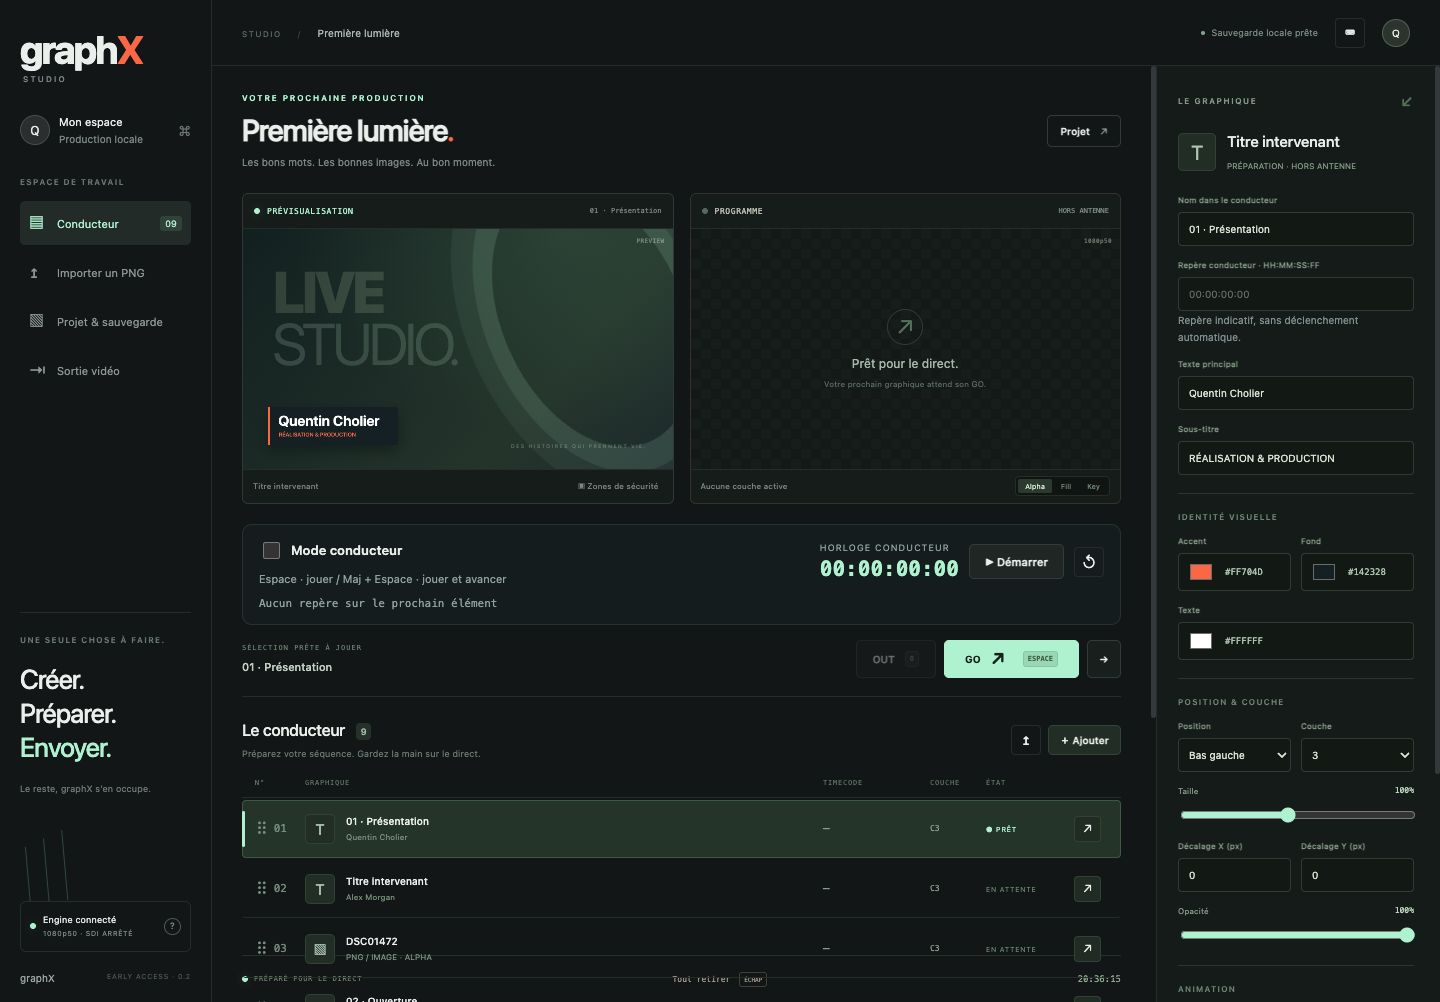 graphX
STUDIO
Q
Mon espace
Production locale
⌘
ESPACE DE TRAVAIL
Conducteur 09
Importer un PNG
Projet & sauvegarde
Sortie vidéo
UNE SEULE CHOSE À FAIRE.
Créer.
Préparer.
Envoyer.
Le reste, graphX s'en occupe.
Engine connecté
1080p50 · SDI ARRÊTÉ
?
graphX EARLY ACCESS · 0.2
STUDIO / Première lumière
Sauvegarde locale prête
Q
VOTRE PROCHAINE PRODUCTION
Première lumière.
Les bons mots. Les bonnes images. Au bon moment.
Projet ↗
PRÉVISUALISATION 01 · Présentation
PREVIEW
LIVE
STUDIO.
Quentin Cholier
RÉALISATION & PRODUCTION
DES HISTOIRES QUI PRENNENT VIE.
Titre intervenant Zones de sécurité
PROGRAMME HORS ANTENNE
1080p50
Prêt pour le direct.
Votre prochain graphique attend son GO.
Aucune couche active Alpha Fill Key
Mode conducteur
Espace · jouer / Maj + Espace · jouer et avancer
Aucun repère sur le prochain élément
HORLOGE CONDUCTEUR
00:00:00:00
▶ Démarrer
SÉLECTION PRÊTE À JOUER
01 · Présentation
OUT
GO ↗ ESPACE
→
Le conducteur 9
Préparez votre séquence. Gardez la main sur le direct.
+ Ajouter
N° GRAPHIQUE TIMECODE COUCHE ÉTAT
01 T 01 · Présentation — C3 PRÊT
Quentin Cholier
02 T Titre intervenant — C3 EN ATTENTE
Alex Morgan
03 DSC01472 — C3 EN ATTENTE
PNG / IMAGE · ALPHA
PRÉPARÉ POUR LE DIRECT Tout retirer ÉCHAP 20:36:15
02 · Ouverture
LE GRAPHIQUE
T
Titre intervenant
PRÉPARATION · HORS ANTENNE
Nom dans le conducteur
01 · Présentation
Repère conducteur · HH:MM:SS:FF
00:00:00:00
Repère indicatif, sans déclenchement
automatique.
Texte principal
Quentin Cholier
Sous-titre
RÉALISATION & PRODUCTION
IDENTITÉ VISUELLE
Accent Fond
#FF704D #142328
Texte
#FFFFFF
POSITION & COUCHE
Position Couche
Bas gauche 3
Taille 100%
Décalage X (px) Décalage Y (px)
0 0
Opacité 100%
ANIMATION